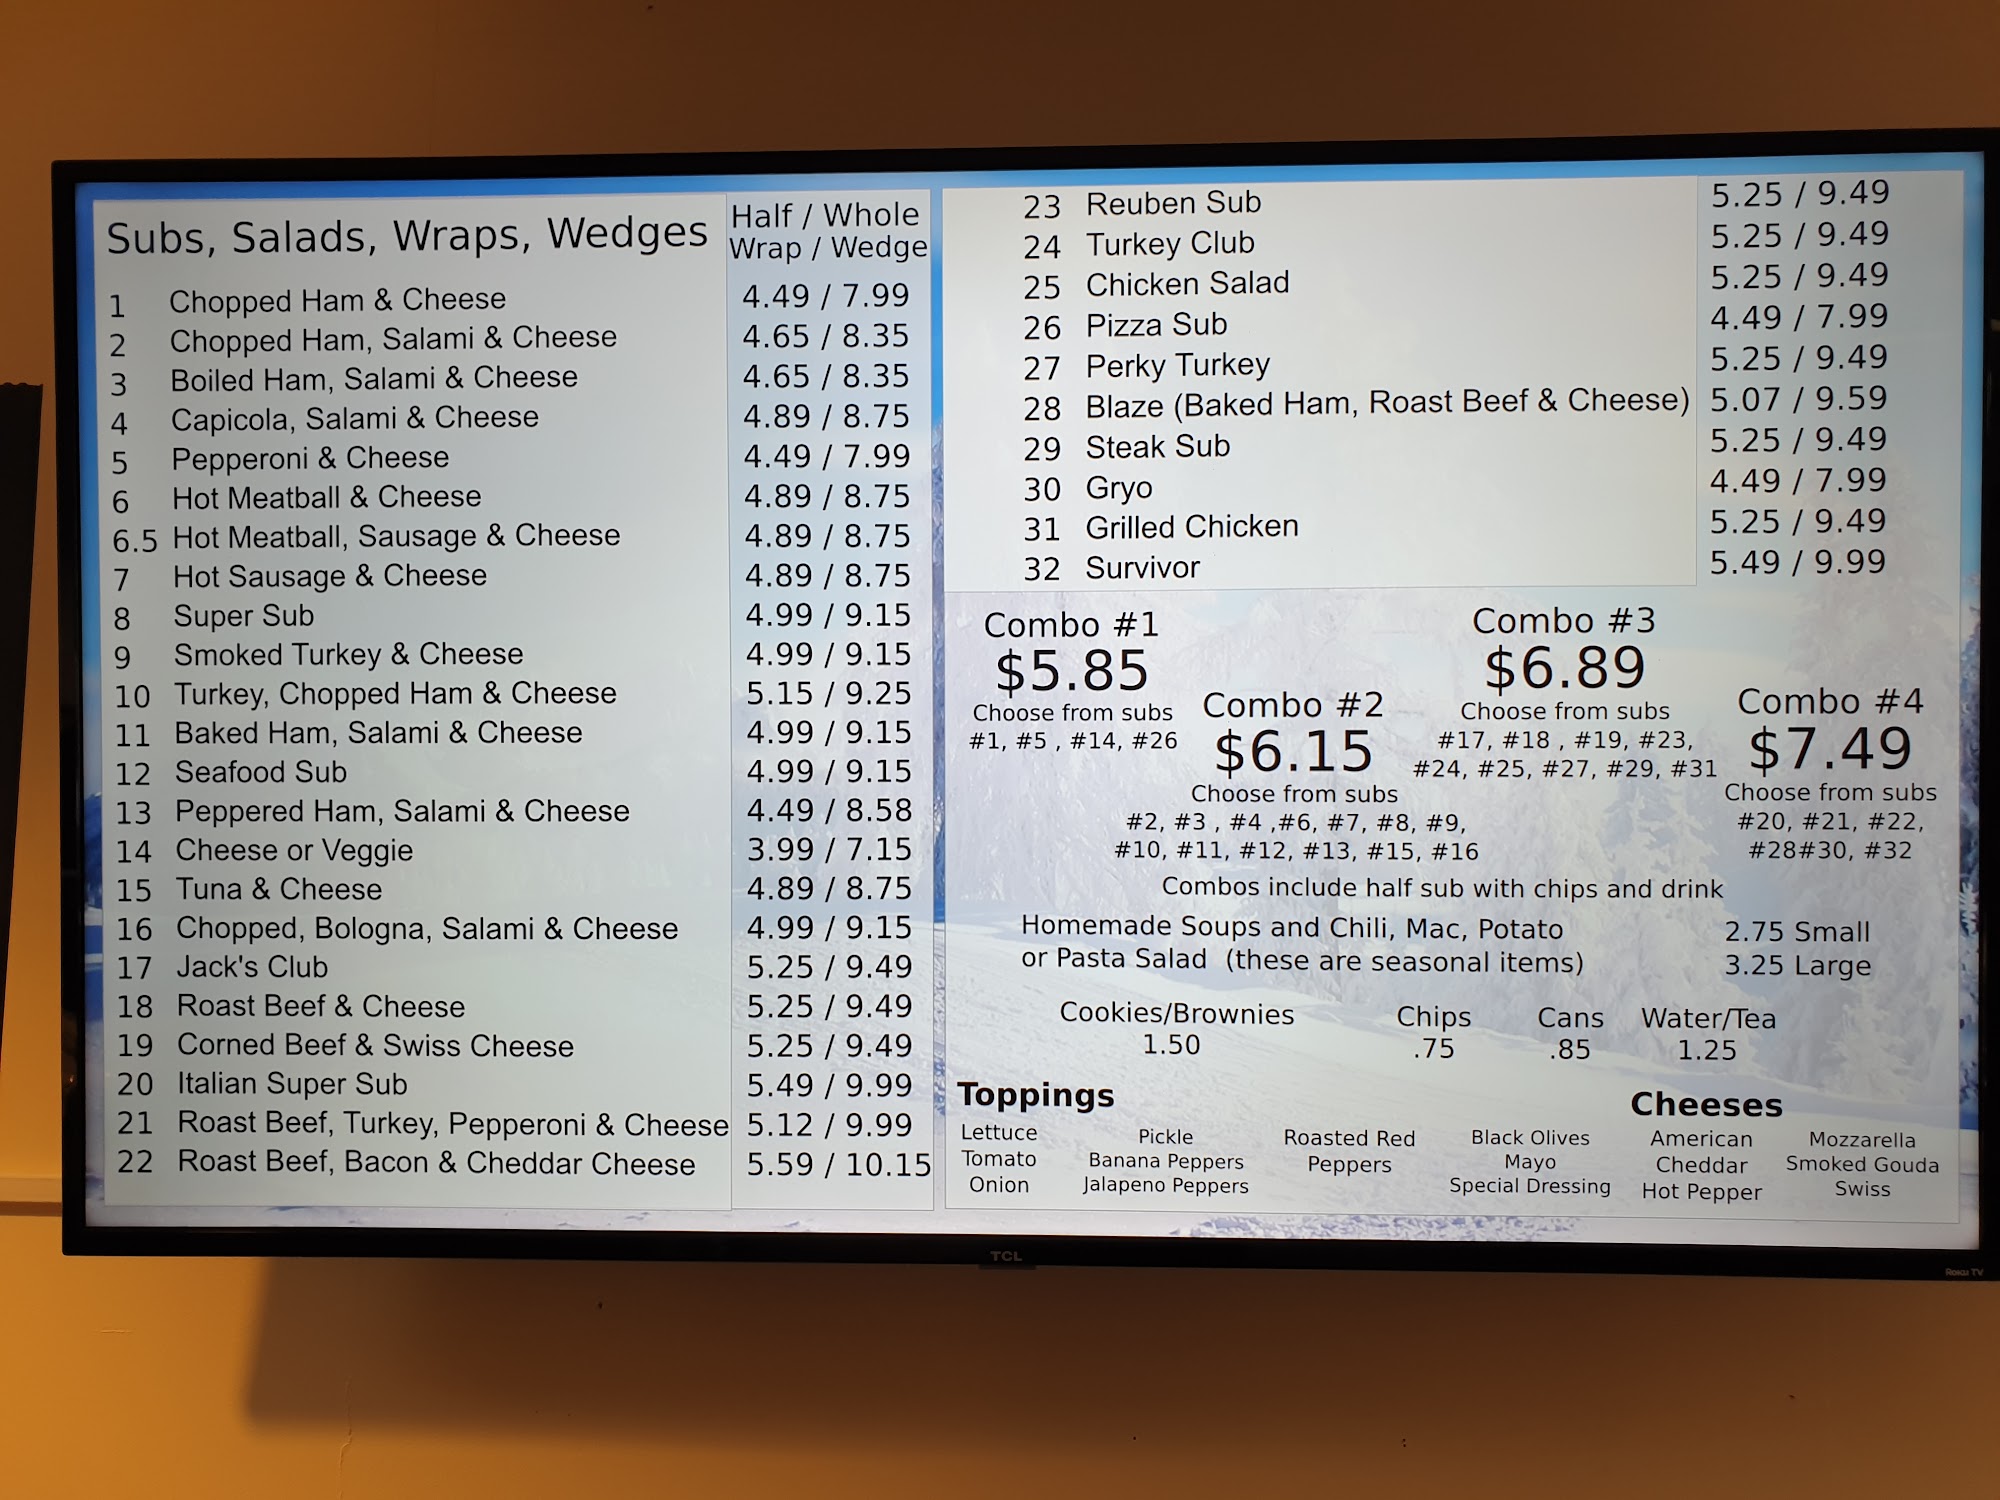 Subs, Salads, Wraps, Wedges Half / Whole
Wrap / Wedge
1 Chopped Ham & Cheese 4.49 / 7.99
2 Chopped Ham, Salami & Cheese 4.65 / 8.35
3 Boiled Ham, Salami & Cheese 4.65 / 8.35
4 Capicola, Salami & Cheese 4.89 / 8.75
5 Pepperoni & Cheese 4.49 / 7.99
6 Hot Meatball & Cheese 4.89 / 8.75
6.5 Hot Meatball, Sausage & Cheese 4.89 / 8.75
7 Hot Sausage & Cheese 4.89 / 8.75
8 Super Sub 4.99 / 9.15
9 Smoked Turkey & Cheese 4.99 / 9.15
10 Turkey, Chopped Ham & Cheese 5.15 / 9.25
11 Baked Ham, Salami & Cheese 4.99 / 9.15
12 Seafood Sub 4.99 / 9.15
13 Peppered Ham, Salami & Cheese 4.49 / 8.58
14 Cheese or Veggie 3.99 / 7.15
15 Tuna & Cheese 4.89 / 8.75
16 Chopped, Bologna, Salami & Cheese 4.99 / 9.15
17 Jack's Club 5.25 / 9.49
18 Roast Beef & Cheese 5.25 / 9.49
19 Corned Beef & Swiss Cheese 5.25 / 9.49
20 Italian Super Sub 5.49 / 9.99
21 Roast Beef, Turkey, Pepperoni & Cheese 5.12 / 9.99
22 Roast Beef, Bacon & Cheddar Cheese 5.59 / 10.15
23 Reuben Sub 5.25 / 9.49
24 Turkey Club 5.25 / 9.49
25 Chicken Salad 5.25 / 9.49
26 Pizza Sub 4.49 / 7.99
27 Perky Turkey 5.25 / 9.49
28 Blaze (Baked Ham, Roast Beef & Cheese) 5.07 / 9.59
29 Steak Sub 5.25 / 9.49
30 Gryo 4.49 / 7.99
31 Grilled Chicken 5.25 / 9.49
32 Survivor 5.49 / 9.99
Combo #1
$5.85
Choose from subs
#1, #5 , #14, #26
Combo #2
$6.15
Choose from subs
#2, #3 , #4 ,#6, #7, #8, #9,
#10, #11, #12, #13, #15, #16
Combo #3
$6.89
Choose from subs
#17, #18 , #19, #23,
#24, #25, #27, #29, #31
Combo #4
$7.49
Choose from subs
#20, #21, #22,
#28#30, #32
Combos include half sub with chips and drink
Homemade Soups and Chili, Mac, Potato 2.75 Small
or Pasta Salad (these are seasonal items) 3.25 Large
Cookies/Brownies Chips Cans Water/Tea
1.50 .75 .85 1.25
Toppings
Lettuce
Tomato
Onion
Pickle
Banana Peppers
Jalapeno Peppers
Roasted Red
Peppers
Black Olives
Mayo
Special Dressing
Cheeses
American
Cheddar
Hot Pepper
Mozzarella
Smoked Gouda
Swiss
TCL
Roku TV